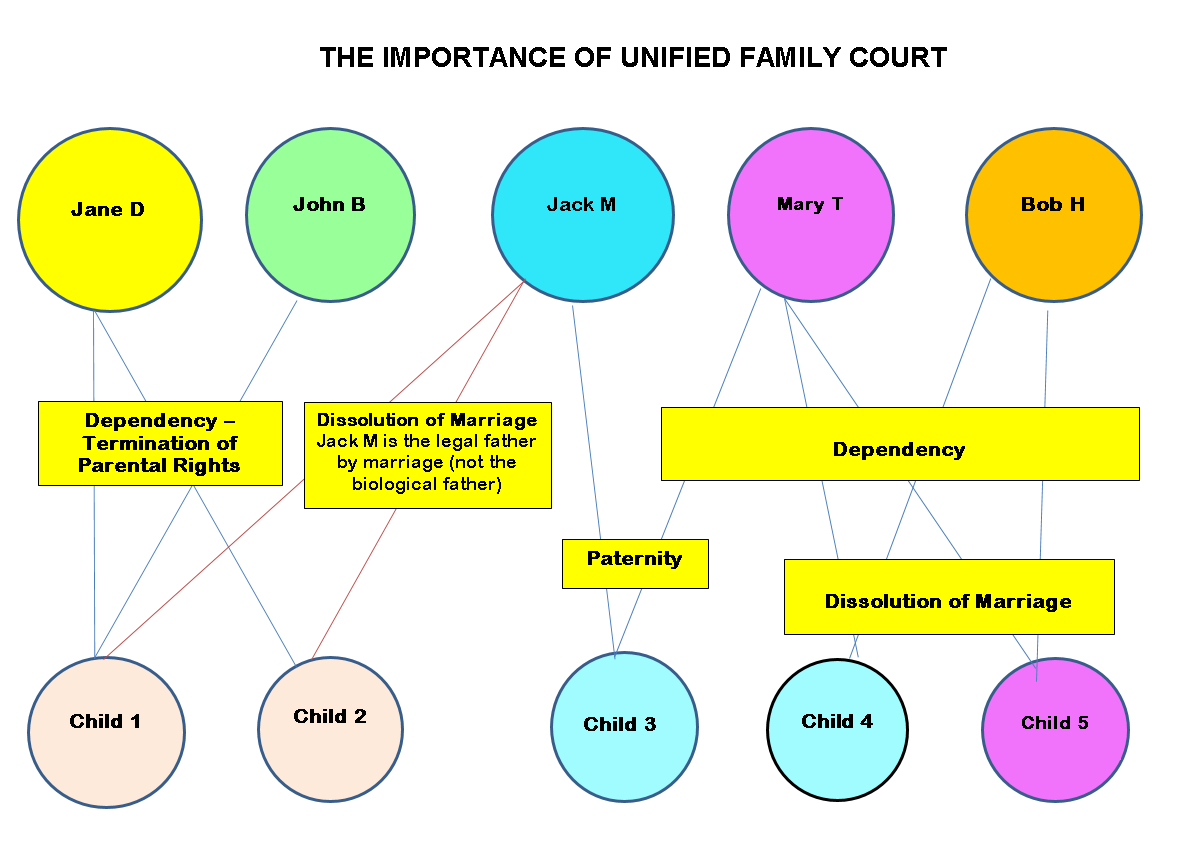 THE IMPORTANCE OF UNIFIED FAMILY COURT
Jane D
John B
Jack M
Mary T
Bob H
Dependency –
Termination of
Parental Rights
Dissolution of Marriage
Jack M is the legal father
by marriage (not the
biological father)
Dependency
Paternity
Dissolution of Marriage
Child 1
Child 2
Child 3
Child 4
Child 5